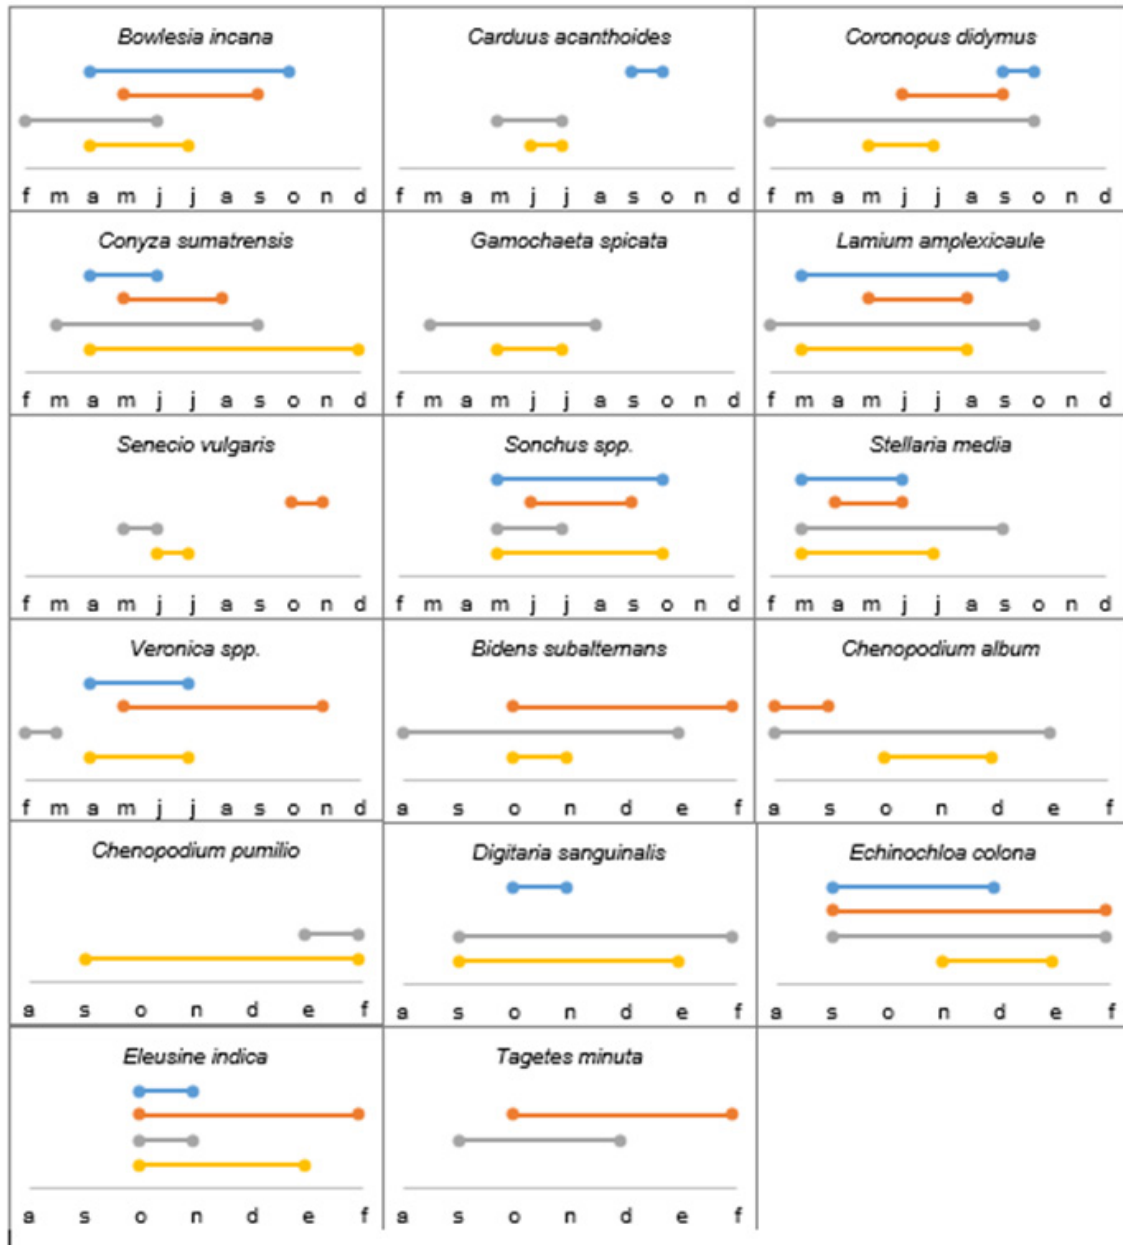 Bowlesia incana
Carduus acanthoides
Coronopus didymus
f m a m j j a s o n d
f m a m j j a s o n d
f m a m j j a s o n d
Conyza sumatrensis
Gamochaeta spicata
Lamium amplexicaule
f m a m j j a s o n d
f m a m j j a s o n d
f m a m j j a s o n d
Senecio vulgaris
Sonchus spp.
Stellaria media
f m a m j j a s o n d
f m a m j j a s o n d
f m a m j j a s o n d
Veronica spp.
Bidens subalternans
Chenopodium album
f m a m j j a s o n d
a s o n d e f
a s o n d e f
Chenopodium pumilio
Digitaria sanguinalis
Echinochloa colona
a s o n d e f
a s o n d e f
a s o n d e f
Eleusine indica
Tagetes minuta
a s o n d e f
a s o n d e f